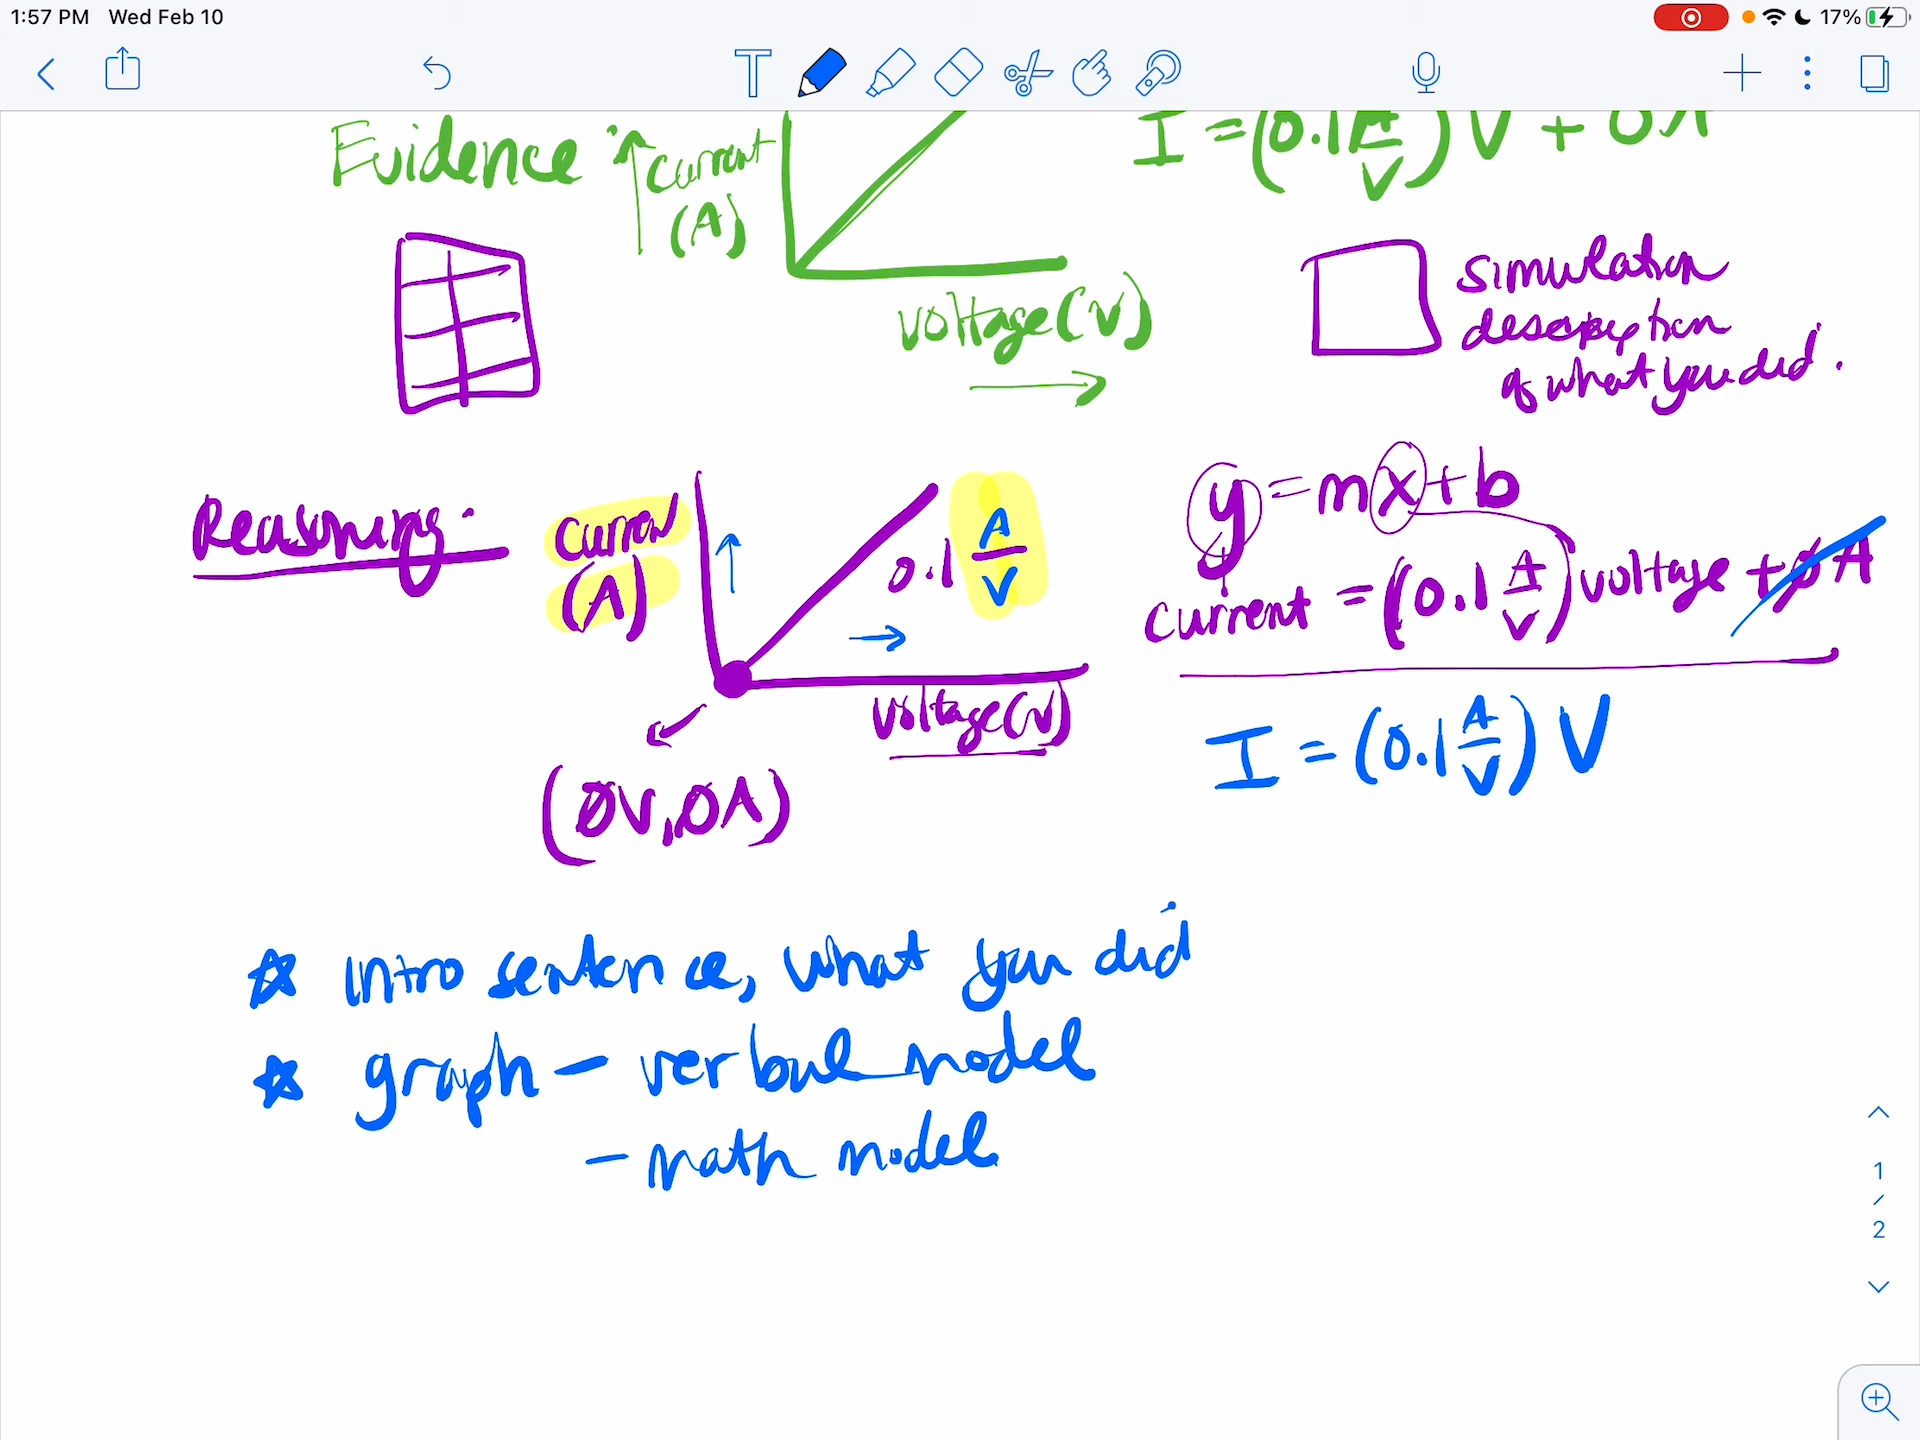 1:57 PM Wed Feb 10
17%
T
Evidence :
Current
(A)
I = (0.1 A/V) V + 0A
voltage (V)
simulation
description
of what you did.
Reasoning:
Current
(A)
0.1 A/V
voltage (V)
(0V, 0A)
y = mx + b
current = (0.1 A/V) voltage + 0A
I = (0.1 A/V) V
☆ intro sentence, what you did
☆ graph - verbal model
- math model
1
/
2